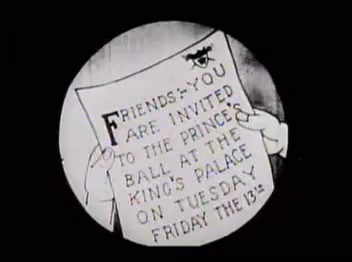 FRIENDS:- YOU
ARE INVITED
TO THE PRINCE'S
BALL AT THE
KING'S PALACE
ON TUESDAY
FRIDAY THE 13TH